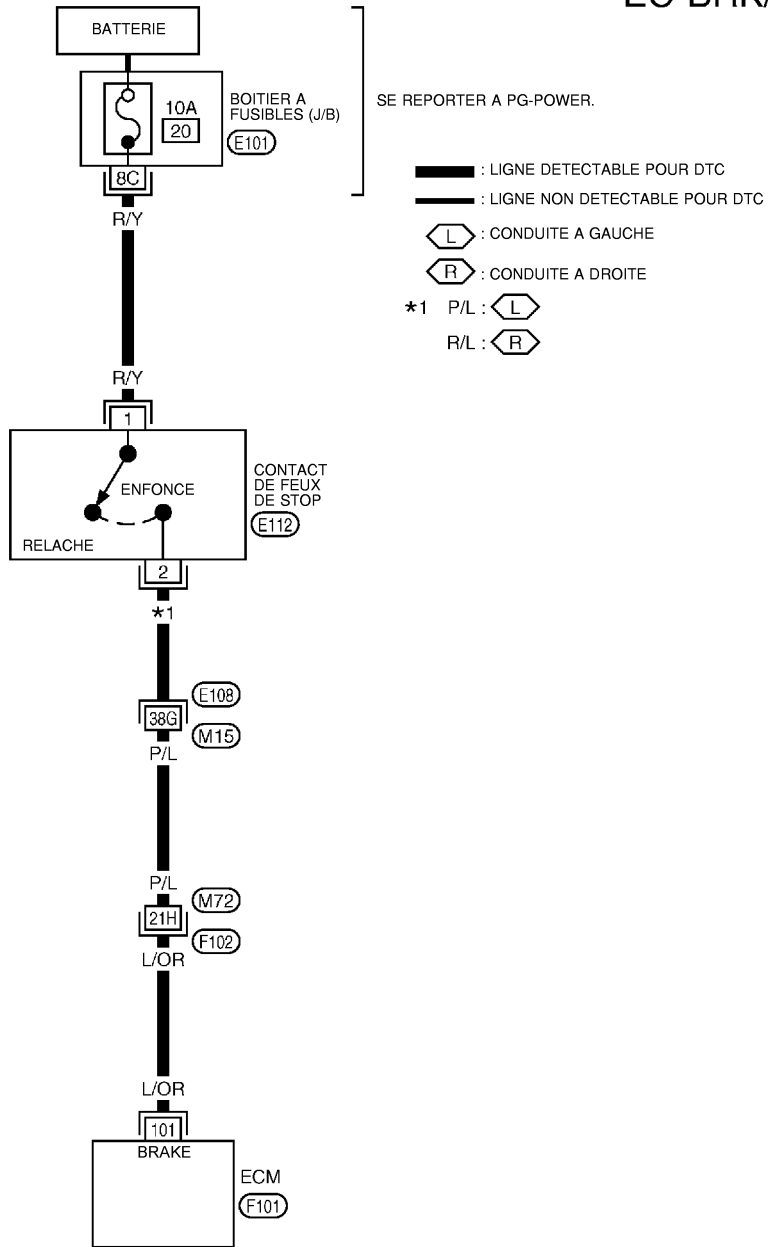 BATTERIE
10A
20
BOITIER A
FUSIBLES (J/B)
E101
SE REPORTER A PG-POWER.
8C
R/Y
: LIGNE DETECTABLE POUR DTC
: LIGNE NON DETECTABLE POUR DTC
L : CONDUITE A GAUCHE
R : CONDUITE A DROITE
*1 P/L : L
R/L : R
R/Y
1
ENFONCE
RELACHE
CONTACT
DE FEUX
DE STOP
E112
2
*1
E108
38G
M15
P/L
P/L
M72
21H
F102
L/OR
L/OR
101
BRAKE
ECM
F101